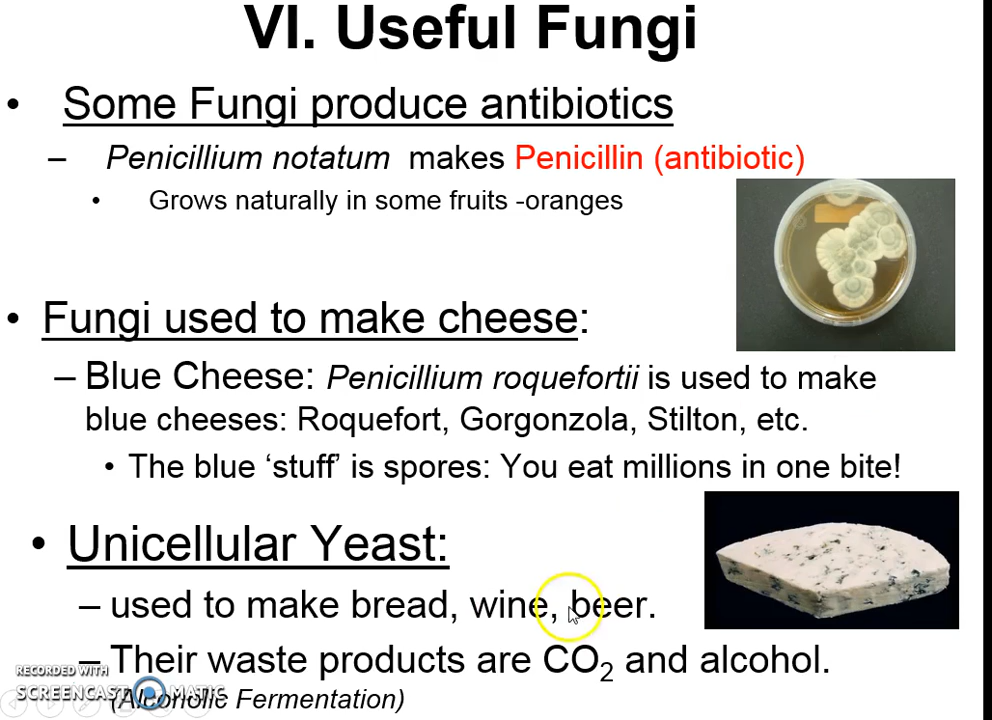 VI. Useful Fungi
• Some Fungi produce antibiotics
– Penicillium notatum makes Penicillin (antibiotic)
• Grows naturally in some fruits -oranges
• Fungi used to make cheese:
– Blue Cheese: Penicillium roquefortii is used to make
blue cheeses: Roquefort, Gorgonzola, Stilton, etc.
• The blue ‘stuff’ is spores: You eat millions in one bite!
• Unicellular Yeast:
– used to make bread, wine, beer.
– Their waste products are CO₂ and alcohol.
(Alcoholic Fermentation)
RECORDED WITH
SCREENCAST-O-MATIC